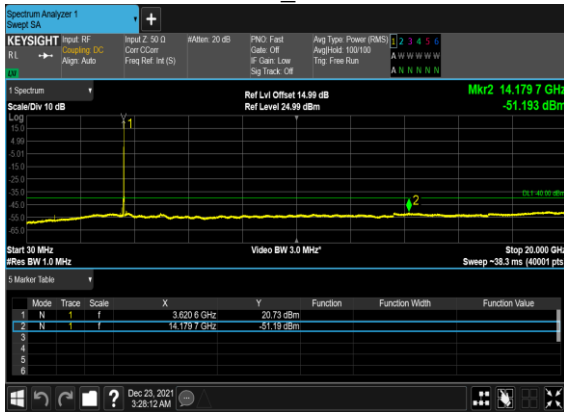 Spectrum Analyzer 1
Swept SA
+
KEYSIGHT Input: RF Input Z: 50 Ω #Atten: 20 dB PNO: Fast Avg Type: Power (RMS) 1 2 3 4 5 6
RL Coupling: DC Corr CCorr Gate: Off Avg|Hold: 100/100 A W W W W W
Align: Auto Freq Ref: Int (S) IF Gain: Low Trig: Free Run
Sig Track: Off A N N N N N
1 Spectrum Ref Lvl Offset 14.99 dB Mkr2 14.179 7 GHz
Scale/Div 10 dB Ref Level 24.99 dBm -51.193 dBm
Log
15.0
4.99
-5.01
-15.0
-25.0
-35.0
-45.0
-55.0
-65.0
1
2
DL1 -40.00 dBm
Start 30 MHz Video BW 3.0 MHz* Stop 20.000 GHz
#Res BW 1.0 MHz Sweep ~38.3 ms (40001 pts)
5 Marker Table
Mode Trace Scale X Y Function Function Width Function Value
1 N 1 f 3.620 6 GHz 20.73 dBm
2 N 1 f 14.179 7 GHz -51.19 dBm
3
4
5
6
? Dec 23, 2021
3:28:12 AM